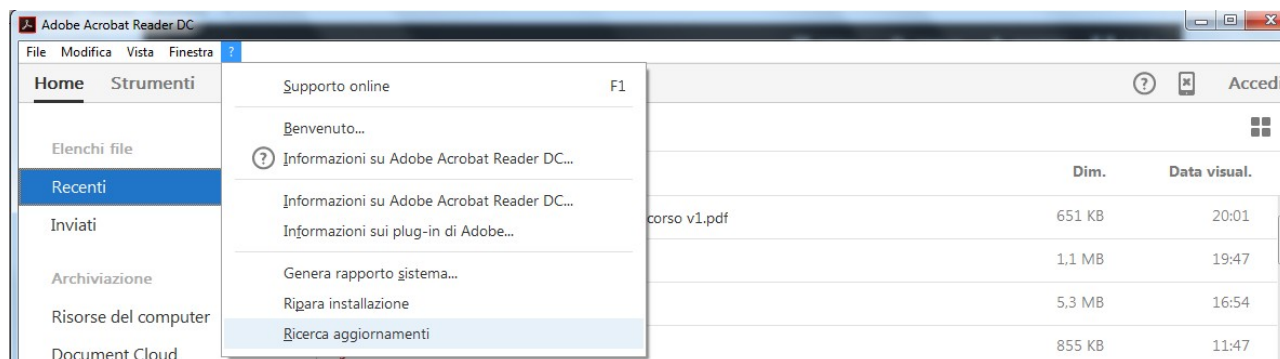 Adobe Acrobat Reader DC
File Modifica Vista Finestra ?
Home Strumenti
? Accedi
Supporto online F1
Benvenuto...
? Informazioni su Adobe Acrobat Reader DC...
Informazioni su Adobe Acrobat Reader DC...
Informazioni sui plug-in di Adobe...
Genera rapporto sistema...
Ripara installazione
Ricerca aggiornamenti
Elenchi file
Recenti
Inviati
Archiviazione
Risorse del computer
Document Cloud
Dim. Data visual.
corso v1.pdf 651 KB 20:01
1,1 MB 19:47
5,3 MB 16:54
855 KB 11:47